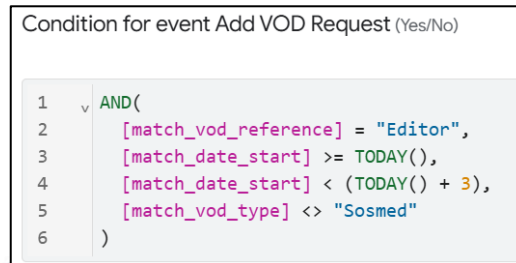 Condition for event Add VOD Request (Yes/No)
1 AND(
2 [match_vod_reference] = "Editor",
3 [match_date_start] >= TODAY(),
4 [match_date_start] < (TODAY() + 3),
5 [match_vod_type] <> "Sosmed"
6 )